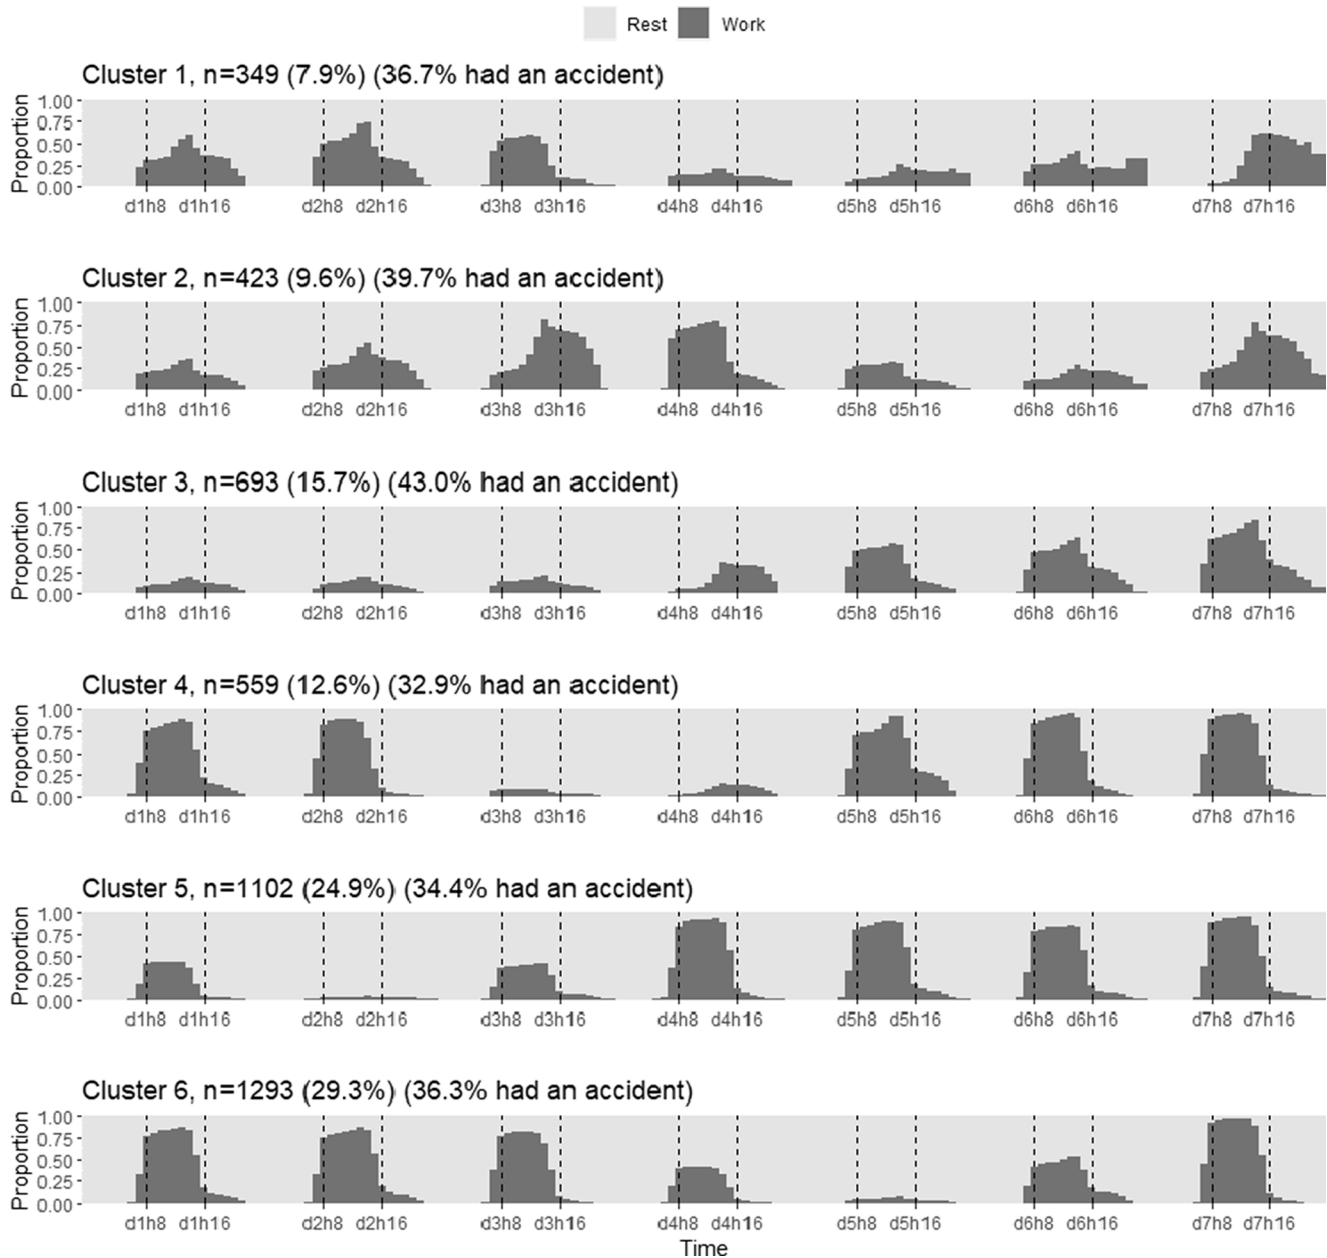 Rest Work
Cluster 1, n=349 (7.9%) (36.7% had an accident)
Proportion
1.00
0.75
0.50
0.25
0.00
d1h8 d1h16 d2h8 d2h16 d3h8 d3h16 d4h8 d4h16 d5h8 d5h16 d6h8 d6h16 d7h8 d7h16
Cluster 2, n=423 (9.6%) (39.7% had an accident)
Proportion
1.00
0.75
0.50
0.25
0.00
d1h8 d1h16 d2h8 d2h16 d3h8 d3h16 d4h8 d4h16 d5h8 d5h16 d6h8 d6h16 d7h8 d7h16
Cluster 3, n=693 (15.7%) (43.0% had an accident)
Proportion
1.00
0.75
0.50
0.25
0.00
d1h8 d1h16 d2h8 d2h16 d3h8 d3h16 d4h8 d4h16 d5h8 d5h16 d6h8 d6h16 d7h8 d7h16
Cluster 4, n=559 (12.6%) (32.9% had an accident)
Proportion
1.00
0.75
0.50
0.25
0.00
d1h8 d1h16 d2h8 d2h16 d3h8 d3h16 d4h8 d4h16 d5h8 d5h16 d6h8 d6h16 d7h8 d7h16
Cluster 5, n=1102 (24.9%) (34.4% had an accident)
Proportion
1.00
0.75
0.50
0.25
0.00
d1h8 d1h16 d2h8 d2h16 d3h8 d3h16 d4h8 d4h16 d5h8 d5h16 d6h8 d6h16 d7h8 d7h16
Cluster 6, n=1293 (29.3%) (36.3% had an accident)
Proportion
1.00
0.75
0.50
0.25
0.00
d1h8 d1h16 d2h8 d2h16 d3h8 d3h16 d4h8 d4h16 d5h8 d5h16 d6h8 d6h16 d7h8 d7h16
Time